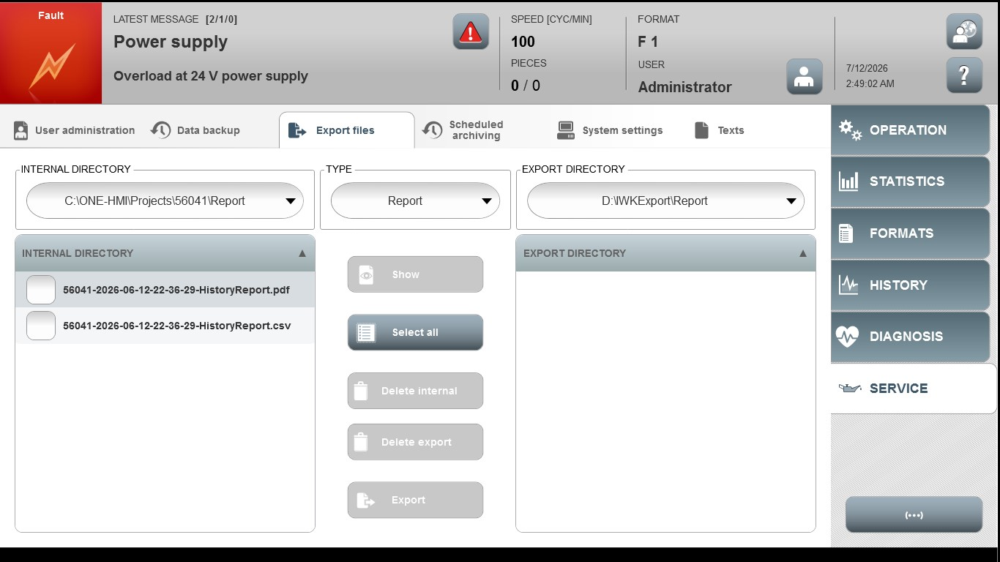 Fault
LATEST MESSAGE [2/1/0]
Power supply
Overload at 24 V power supply
SPEED [CYC/MIN]
100
PIECES
0 / 0
FORMAT
F 1
USER
Administrator
7/12/2026
2:49:02 AM
?
User administration
Data backup
Export files
Scheduled
archiving
System settings
Texts
INTERNAL DIRECTORY
C:\ONE-HMI\Projects\56041\Report
TYPE
Report
EXPORT DIRECTORY
D:\IWKExport\Report
INTERNAL DIRECTORY
56041-2026-06-12-22-36-29-HistoryReport.pdf
56041-2026-06-12-22-36-29-HistoryReport.csv
Show
Select all
Delete internal
Delete export
Export
EXPORT DIRECTORY
OPERATION
STATISTICS
FORMATS
HISTORY
DIAGNOSIS
SERVICE
(•••)